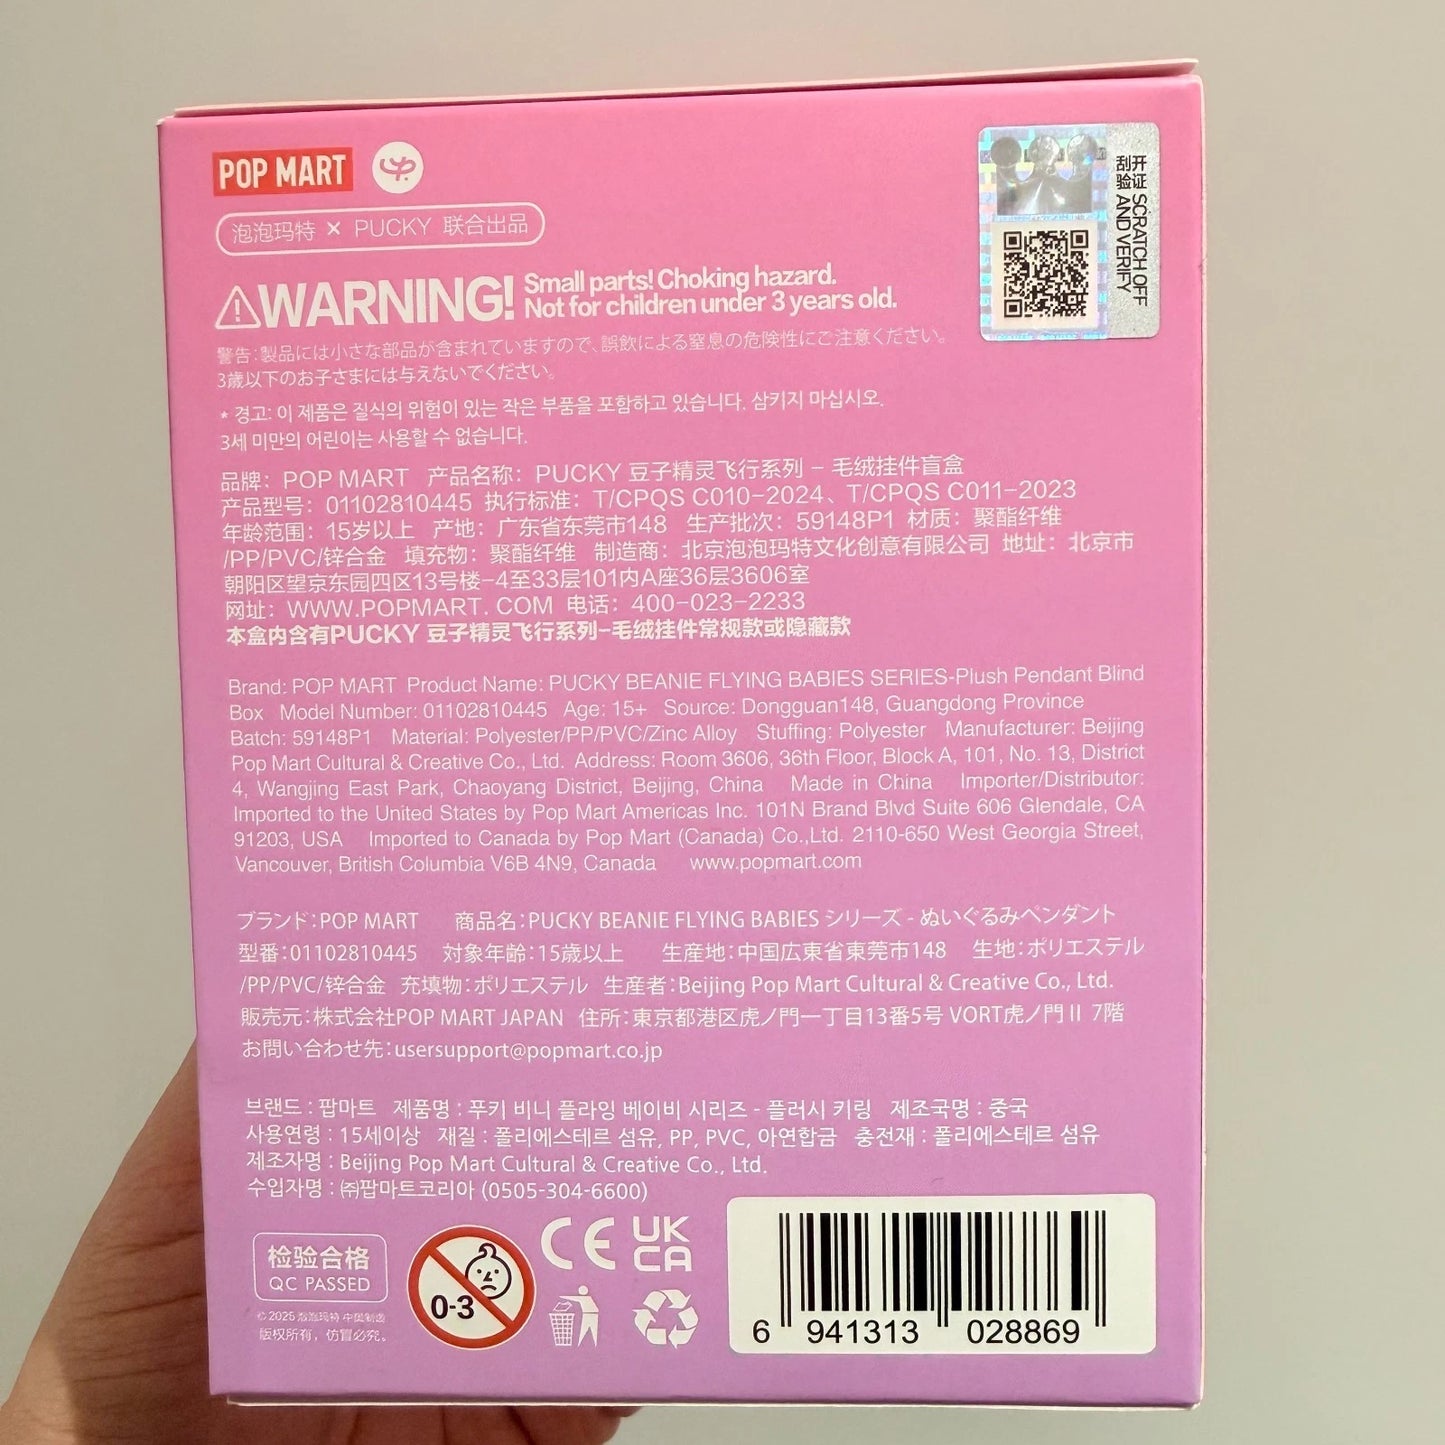 POP MART
泡泡玛特 × PUCKY 联合出品
开证 SCRATCH OFF
刮验 AND VERIFY
WARNING! Small parts! Choking hazard.
Not for children under 3 years old.
警告:製品には小さな部品が含まれていますので、誤飲による窒息の危険性にご注意ください。
3歳以下のお子さまには与えないでください。
* 경고: 이 제품은 질식의 위험이 있는 작은 부품을 포함하고 있습니다. 삼키지 마십시오.
3세 미만의 어린이는 사용할 수 없습니다.
品牌：POP MART 产品名称：PUCKY 豆子精灵飞行系列 - 毛绒挂件盲盒
产品型号：01102810445 执行标准：T/CPQS C010-2024、T/CPQS C011-2023
年龄范围：15岁以上 产地：广东省东莞市148 生产批次：59148P1 材质：聚酯纤维
/PP/PVC/锌合金 填充物：聚酯纤维 制造商：北京泡泡玛特文化创意有限公司 地址：北京市
朝阳区望京东园四区13号楼-4至33层101内A座36层3606室
网址：WWW.POPMART.COM 电话：400-023-2233
本盒内含有PUCKY 豆子精灵飞行系列-毛绒挂件常规款或隐藏款
Brand: POP MART Product Name: PUCKY BEANIE FLYING BABIES SERIES-Plush Pendant Blind
Box Model Number: 01102810445 Age: 15+ Source: Dongguan148, Guangdong Province
Batch: 59148P1 Material: Polyester/PP/PVC/Zinc Alloy Stuffing: Polyester Manufacturer: Beijing
Pop Mart Cultural & Creative Co., Ltd. Address: Room 3606, 36th Floor, Block A, 101, No. 13, District
4, Wangjing East Park, Chaoyang District, Beijing, China Made in China Importer/Distributor:
Imported to the United States by Pop Mart Americas Inc. 101N Brand Blvd Suite 606 Glendale, CA
91203, USA Imported to Canada by Pop Mart (Canada) Co.,Ltd. 2110-650 West Georgia Street,
Vancouver, British Columbia V6B 4N9, Canada www.popmart.com
ブランド:POP MART 商品名:PUCKY BEANIE FLYING BABIES シリーズ - ぬいぐるみペンダント
型番:01102810445 対象年齢:15歳以上 生産地:中国広東省東莞市148 生地:ポリエステル
/PP/PVC/锌合金 充填物:ポリエステル 生産者:Beijing Pop Mart Cultural & Creative Co., Ltd.
販売元:株式会社POP MART JAPAN 住所:東京都港区虎ノ門一丁目13番5号 VORT虎ノ門II 7階
お問い合わせ先:usersupport@popmart.co.jp
브랜드 : 팝마트 제품명 : 푸키 비니 플라잉 베이비 시리즈 - 플러시 키링 제조국명 : 중국
사용연령 : 15세이상 재질 : 폴리에스테르 섬유, PP, PVC, 아연합금 충전재 : 폴리에스테르 섬유
제조자명 : Beijing Pop Mart Cultural & Creative Co., Ltd.
수입자명 : ㈜팝마트코리아 (0505-304-6600)
检验合格
QC PASSED
© 2025 泡泡玛特 中国制造
版权所有，仿冒必究。
0-3
CE
UK
CA
6 941313 028869